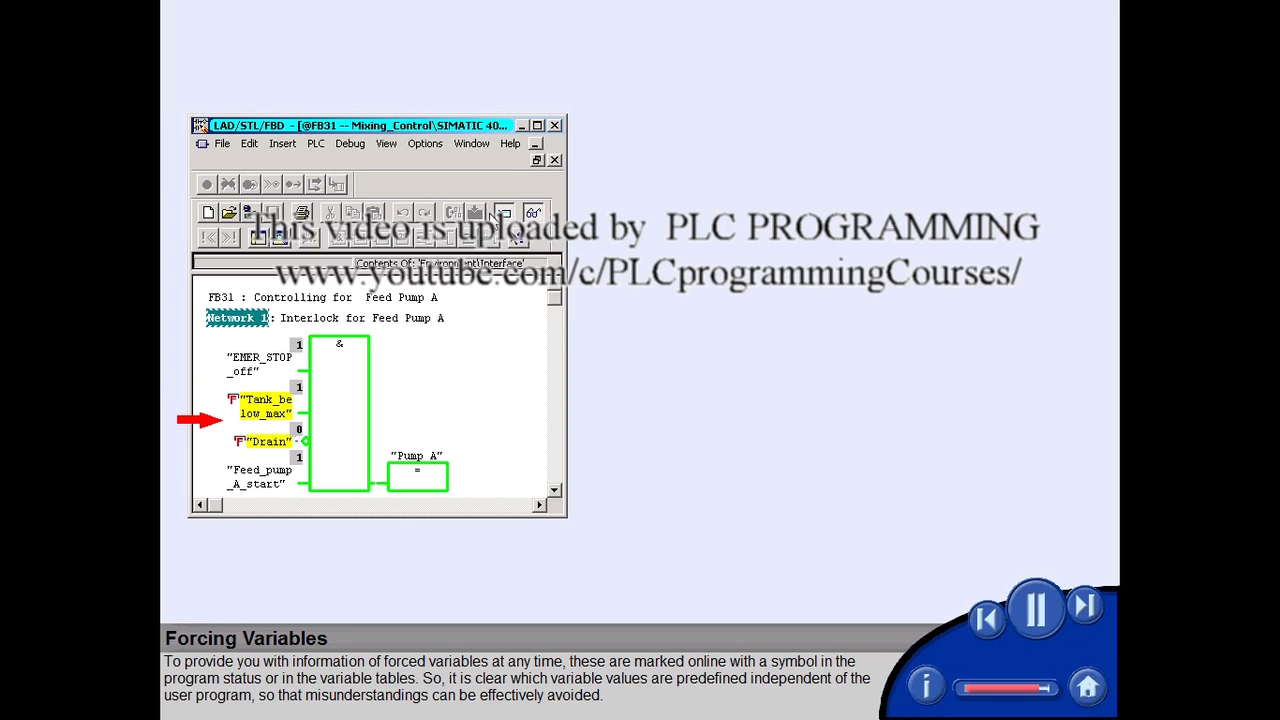 LAD/STL/FBD - [@FB31 -- Mixing_Control\SIMATIC 40...
File Edit Insert PLC Debug View Options Window Help
This video is uploaded by PLC PROGRAMMING
Contents Of: 'Environment\Interface'
www.youtube.com/c/PLCprogrammingCourses/
FB31 : Controlling for Feed Pump A
Network 1: Interlock for Feed Pump A
1
&
"EMER_STOP
_off"
1
F "Tank_be
low_max"
0
F "Drain"
1
"Pump A"
=
"Feed_pump
_A_start"
Forcing Variables
To provide you with information of forced variables at any time, these are marked online with a symbol in the
program status or in the variable tables. So, it is clear which variable values are predefined independent of the
user program, so that misunderstandings can be effectively avoided.
i